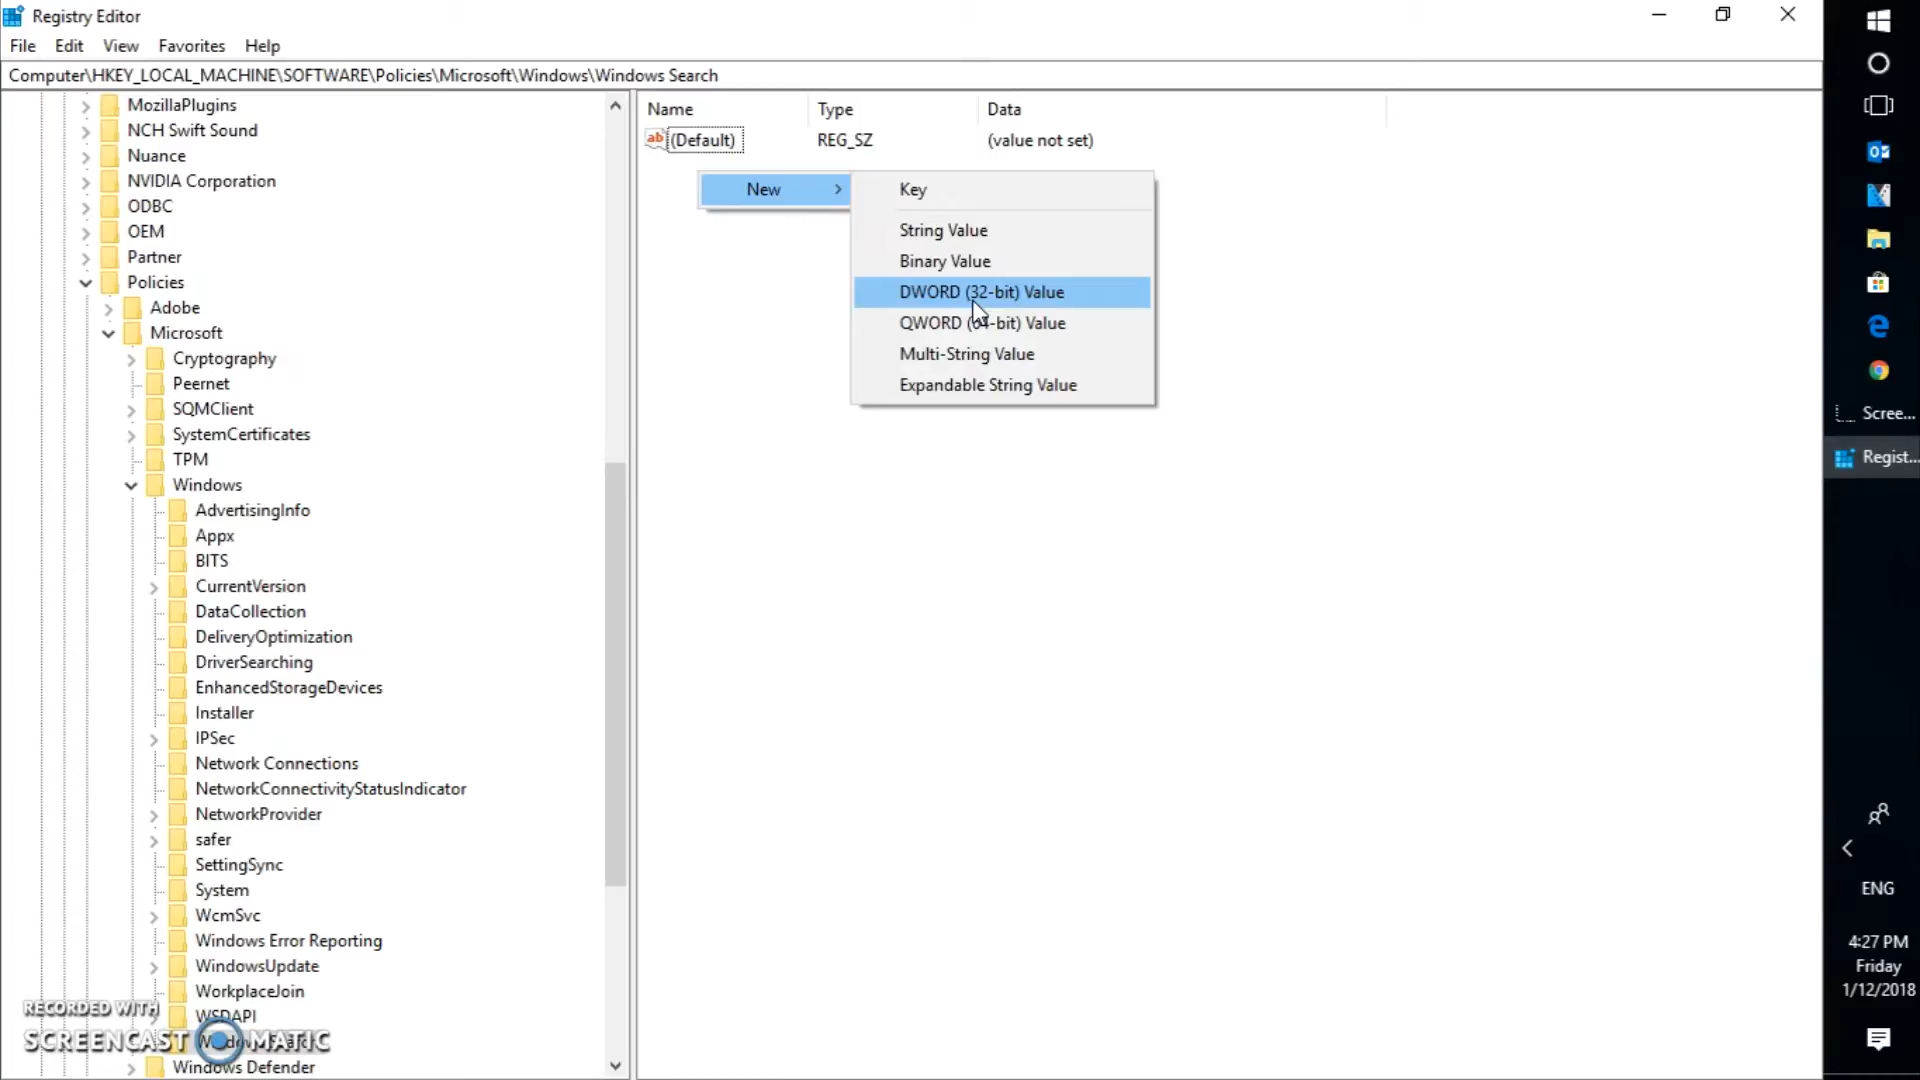 Registry Editor
File Edit View Favorites Help
Computer\HKEY_LOCAL_MACHINE\SOFTWARE\Policies\Microsoft\Windows\Windows Search
MozillaPlugins
NCH Swift Sound
Nuance
NVIDIA Corporation
ODBC
OEM
Partner
Policies
Adobe
Microsoft
Cryptography
Peernet
SQMClient
SystemCertificates
TPM
Windows
AdvertisingInfo
Appx
BITS
CurrentVersion
DataCollection
DeliveryOptimization
DriverSearching
EnhancedStorageDevices
Installer
IPSec
Network Connections
NetworkConnectivityStatusIndicator
NetworkProvider
safer
SettingSync
System
WcmSvc
Windows Error Reporting
WindowsUpdate
WorkplaceJoin
WSDAPI
Windows Defender
RECORDED WITH
SCREENCAST MATIC
Name Type Data
ab (Default) REG_SZ (value not set)
New
Key
String Value
Binary Value
DWORD (32-bit) Value
QWORD (64-bit) Value
Multi-String Value
Expandable String Value
Scree...
Regist...
ENG
4:27 PM
Friday
1/12/2018